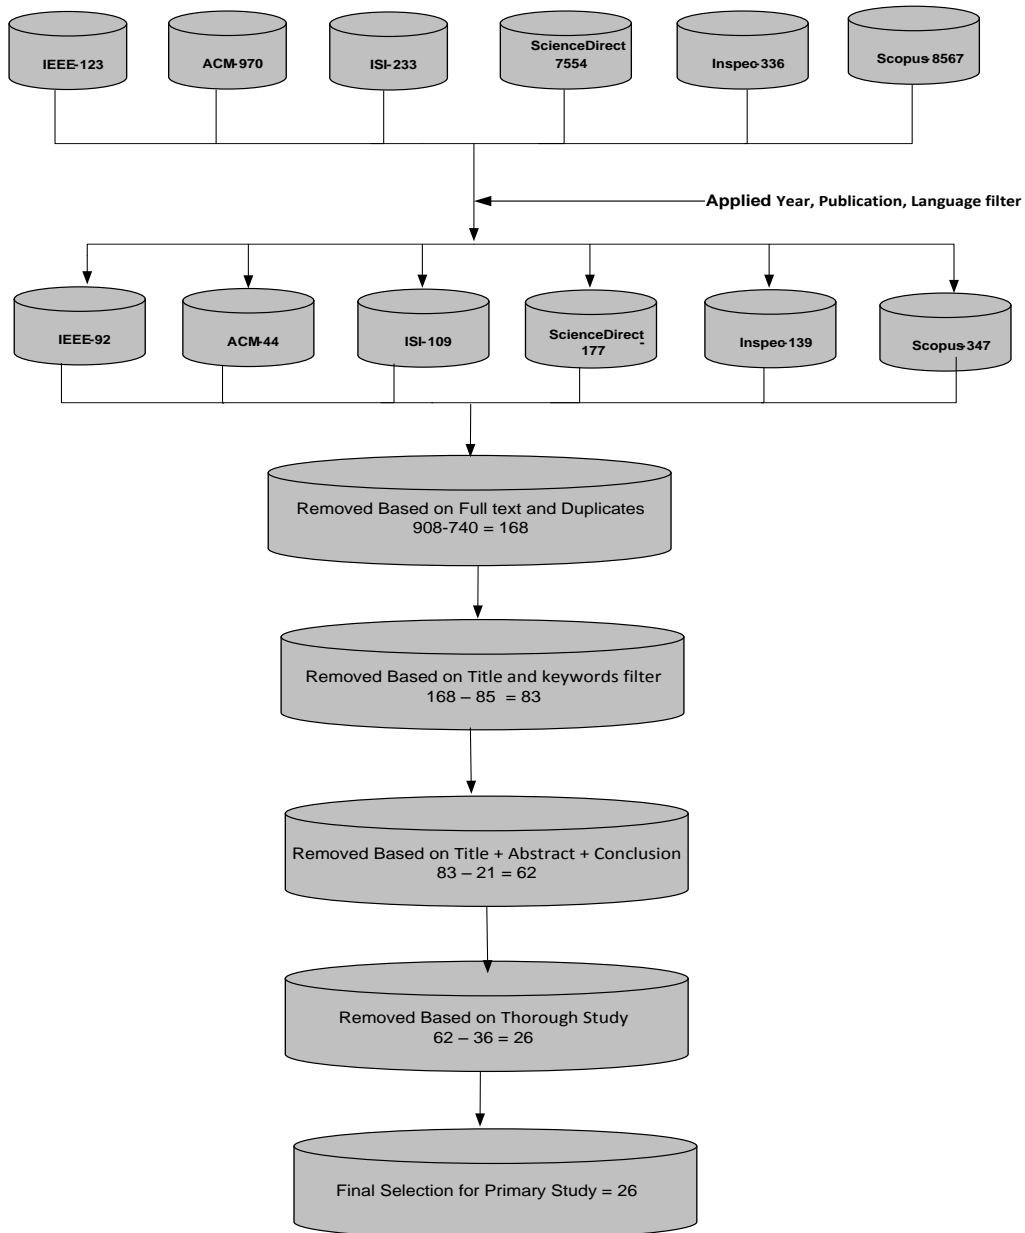 IEEE-123
ACM-970
ISI-233
ScienceDirect
7554
Inspec-336
Scopus-8567
Applied Year, Publication, Language filter
IEEE-92
ACM-44
ISI-109
ScienceDirect-
177
Inspec-139
Scopus-347
Removed Based on Full text and Duplicates
908-740 = 168
Removed Based on Title and keywords filter
168 – 85 = 83
Removed Based on Title + Abstract + Conclusion
83 – 21 = 62
Removed Based on Thorough Study
62 – 36 = 26
Final Selection for Primary Study = 26